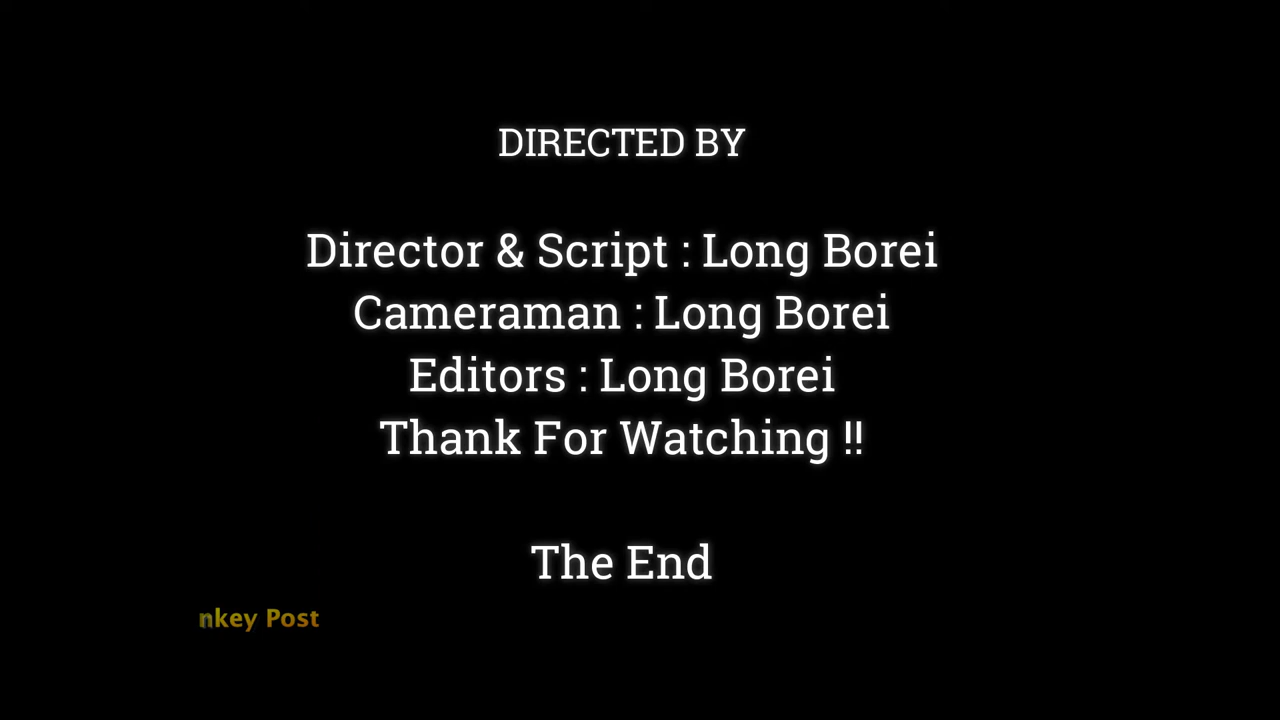 DIRECTED BY
Director & Script : Long Borei
Cameraman : Long Borei
Editors : Long Borei
Thank For Watching !!
The End
nkey Post